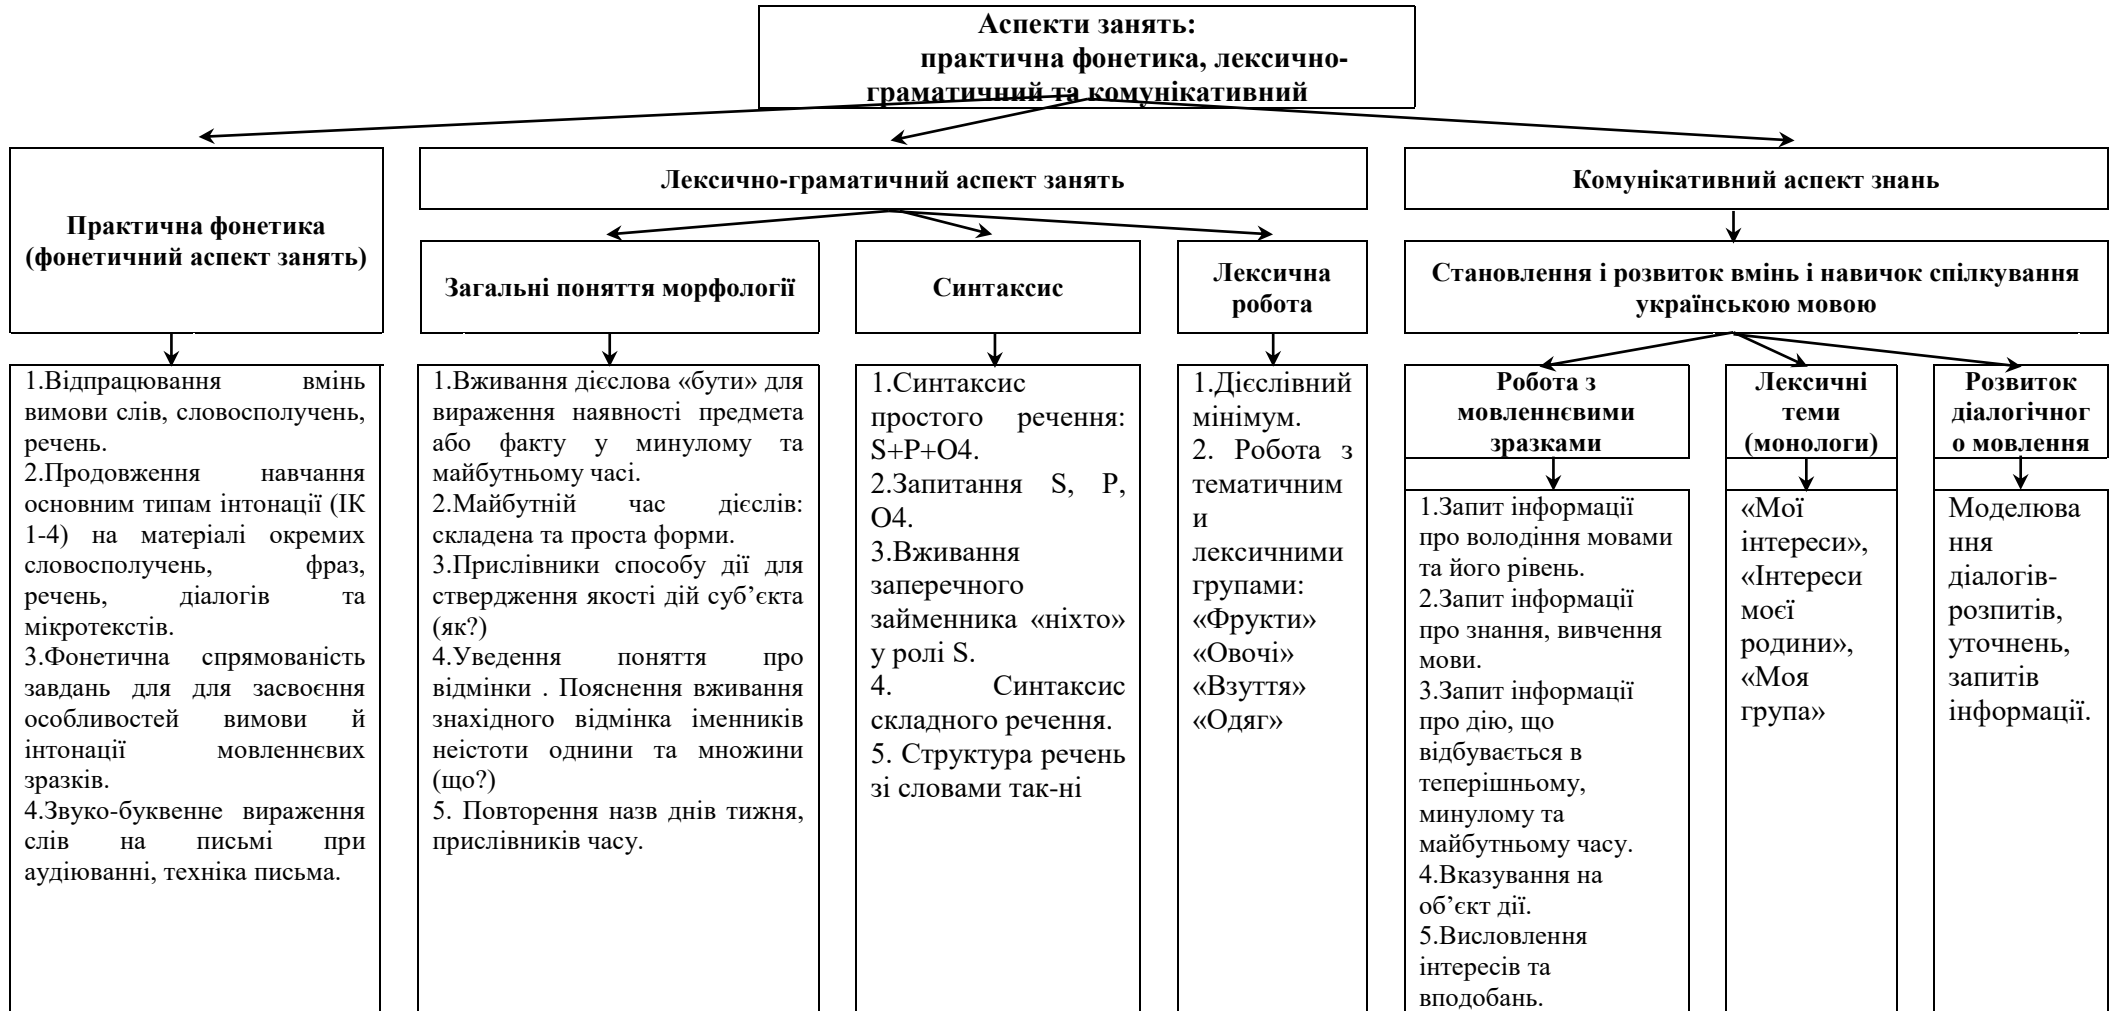 Аспекти занять:
практична фонетика, лексично-
граматичний та комунікативний
Практична фонетика
(фонетичний аспект занять)
Лексично-граматичний аспект занять
Комунікативний аспект знань
Загальні поняття морфології
Синтаксис
Лексична
робота
Становлення і розвиток вмінь і навичок спілкування
українською мовою
1.Відпрацювання вмінь
вимови слів, словосполучень,
речень.
2.Продовження навчання
основним типам інтонації (ІК
1-4) на матеріалі окремих
словосполучень, фраз,
речень, діалогів та
мікротекстів.
3.Фонетична спрямованість
завдань для для засвоєння
особливостей вимови й
інтонації мовленнєвих
зразків.
4.Звуко-буквенне вираження
слів на письмі при
аудіюванні, техніка письма.
1.Вживання дієслова «бути» для
вираження наявності предмета
або факту у минулому та
майбутньому часі.
2.Майбутній час дієслів:
складена та проста форми.
3.Прислівники способу дії для
ствердження якості дій суб’єкта
(як?)
4.Уведення поняття про
відмінки . Пояснення вживання
знахідного відмінка іменників
неістоти однини та множини
(що?)
5. Повторення назв днів тижня,
прислівників часу.
1.Синтаксис
простого речення:
S+P+O4.
2.Запитання S, P,
O4.
3.Вживання
заперечного
займенника «ніхто»
у ролі S.
4. Синтаксис
складного речення.
5. Структура речень
зі словами так-ні
1.Дієслівний
мінімум.
2. Робота з
тематичним
и
лексичними
групами:
«Фрукти»
«Овочі»
«Взуття»
«Одяг»
Робота з
мовленнєвими
зразками
1.Запит інформації
про володіння мовами
та його рівень.
2.Запит інформації
про знання, вивчення
мови.
3.Запит інформації
про дію, що
відбувається в
теперішньому,
минулому та
майбутньому часу.
4.Вказування на
об’єкт дії.
5.Висловлення
інтересів та
вподобань.
Лексичні
теми
(монологи)
«Мої
інтереси»,
«Інтереси
моєї
родини»,
«Моя
група»
Розвиток
діалогічног
о мовлення
Моделюва
ння
діалогів-
розпитів,
уточнень,
запитів
інформації.